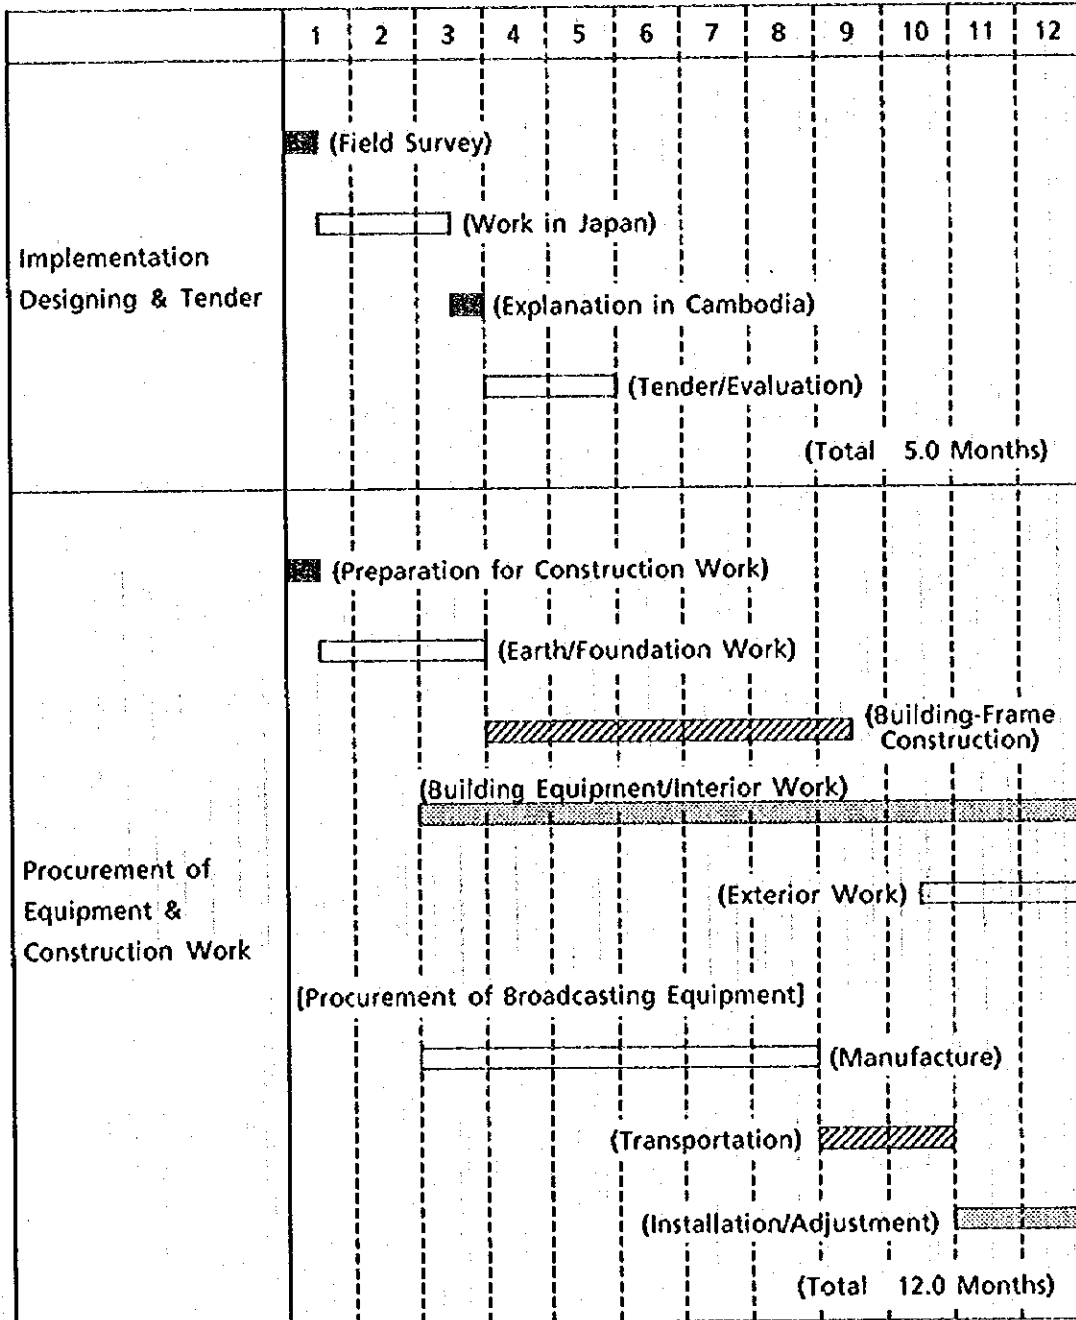 1 2 3 4 5 6 7 8 9 10 11 12
(Field Survey)
(Work in Japan)
Implementation
Designing & Tender
(Explanation in Cambodia)
(Tender/Evaluation)
(Total 5.0 Months)
(Preparation for Construction Work)
(Earth/Foundation Work)
(Building-Frame
Construction)
(Building Equipment/Interior Work)
Procurement of
Equipment &
Construction Work
(Exterior Work)
[Procurement of Broadcasting Equipment]
(Manufacture)
(Transportation)
(Installation/Adjustment)
(Total 12.0 Months)